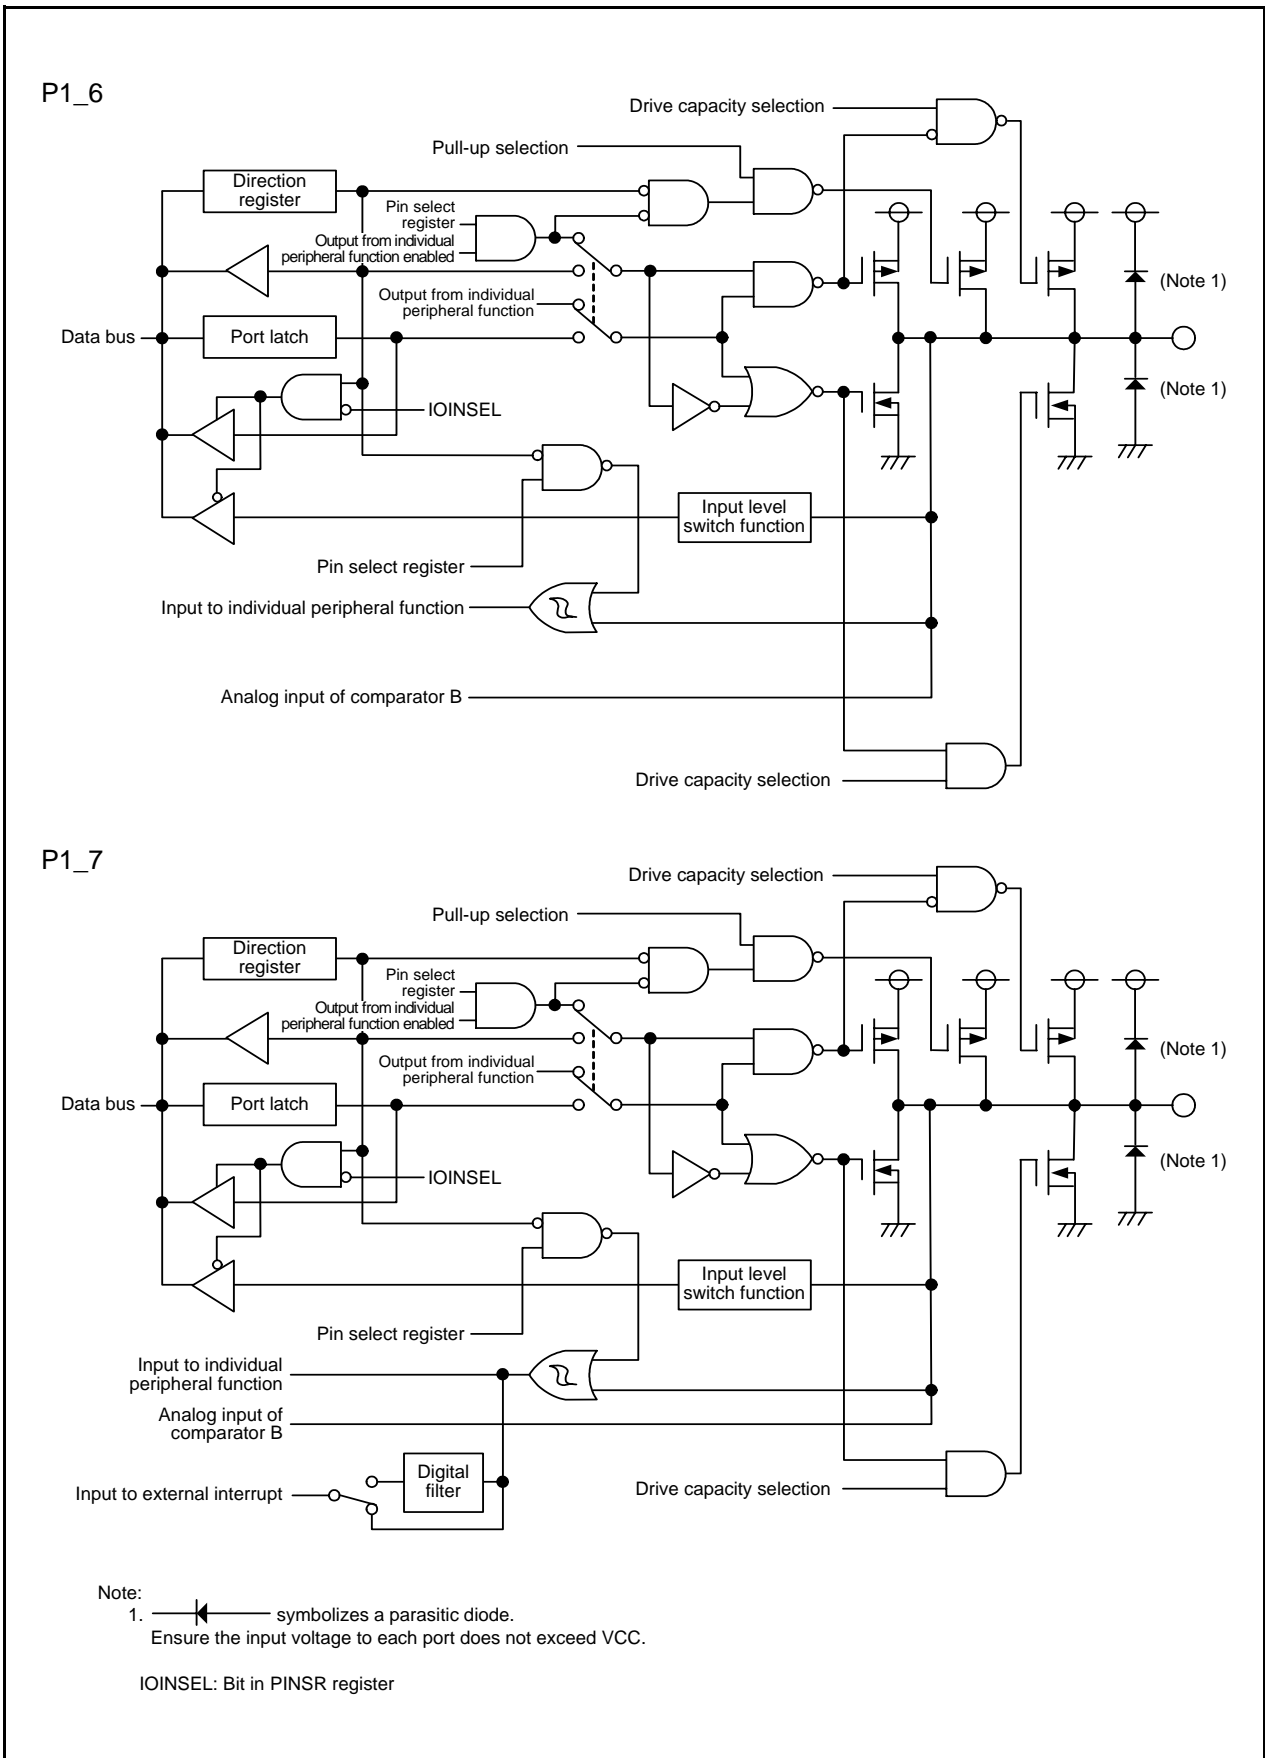 P1_6
Drive capacity selection
Pull-up selection
Direction
register
Pin select
register
Output from individual
peripheral function enabled
(Note 1)
Output from individual
peripheral function
Data bus
Port latch
(Note 1)
IOINSEL
Input level
switch function
Pin select register
Input to individual peripheral function
Analog input of comparator B
Drive capacity selection
P1_7
Drive capacity selection
Pull-up selection
Direction
register
Pin select
register
Output from individual
peripheral function enabled
(Note 1)
Output from individual
peripheral function
Data bus
Port latch
(Note 1)
IOINSEL
Input level
switch function
Pin select register
Input to individual
peripheral function
Analog input of
comparator B
Digital
filter
Input to external interrupt
Drive capacity selection
Note:
1. symbolizes a parasitic diode.
Ensure the input voltage to each port does not exceed VCC.
IOINSEL: Bit in PINSR register